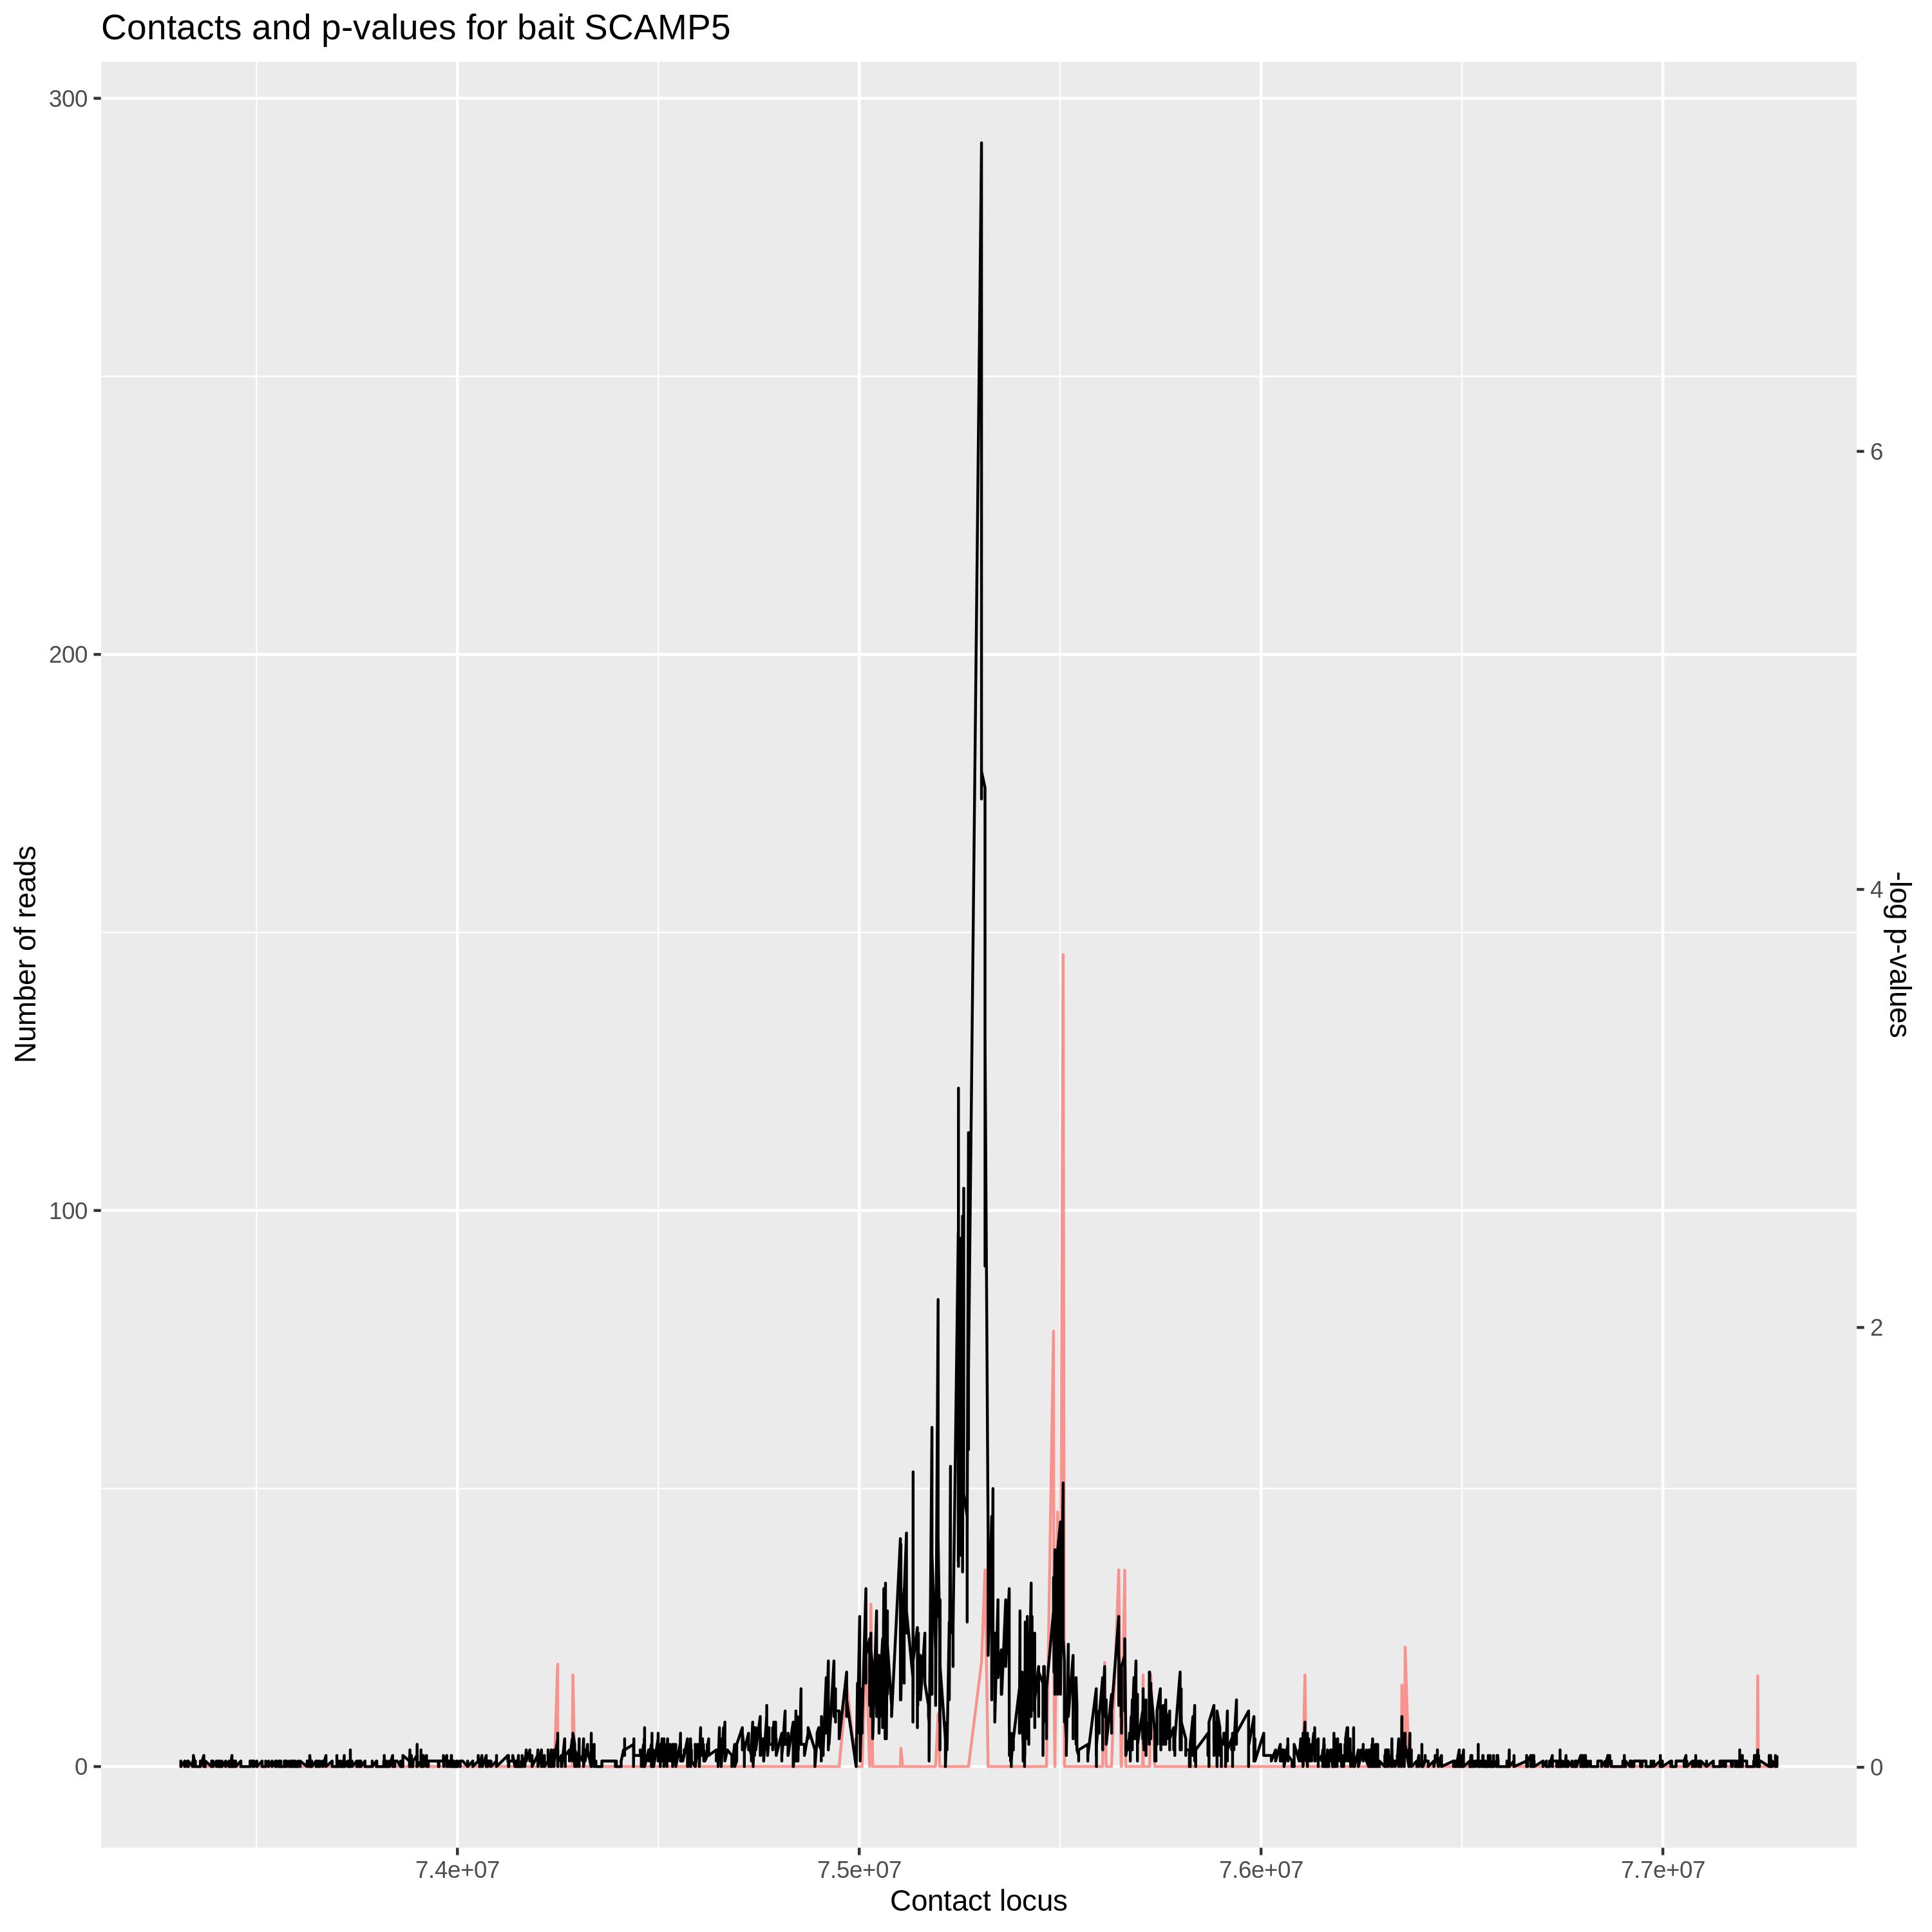 Contacts and p-values for bait SCAMP5
300
200
100
0
Number of reads
6
4
2
0
-log p-values
7.4e+07 7.5e+07 7.6e+07 7.7e+07
Contact locus